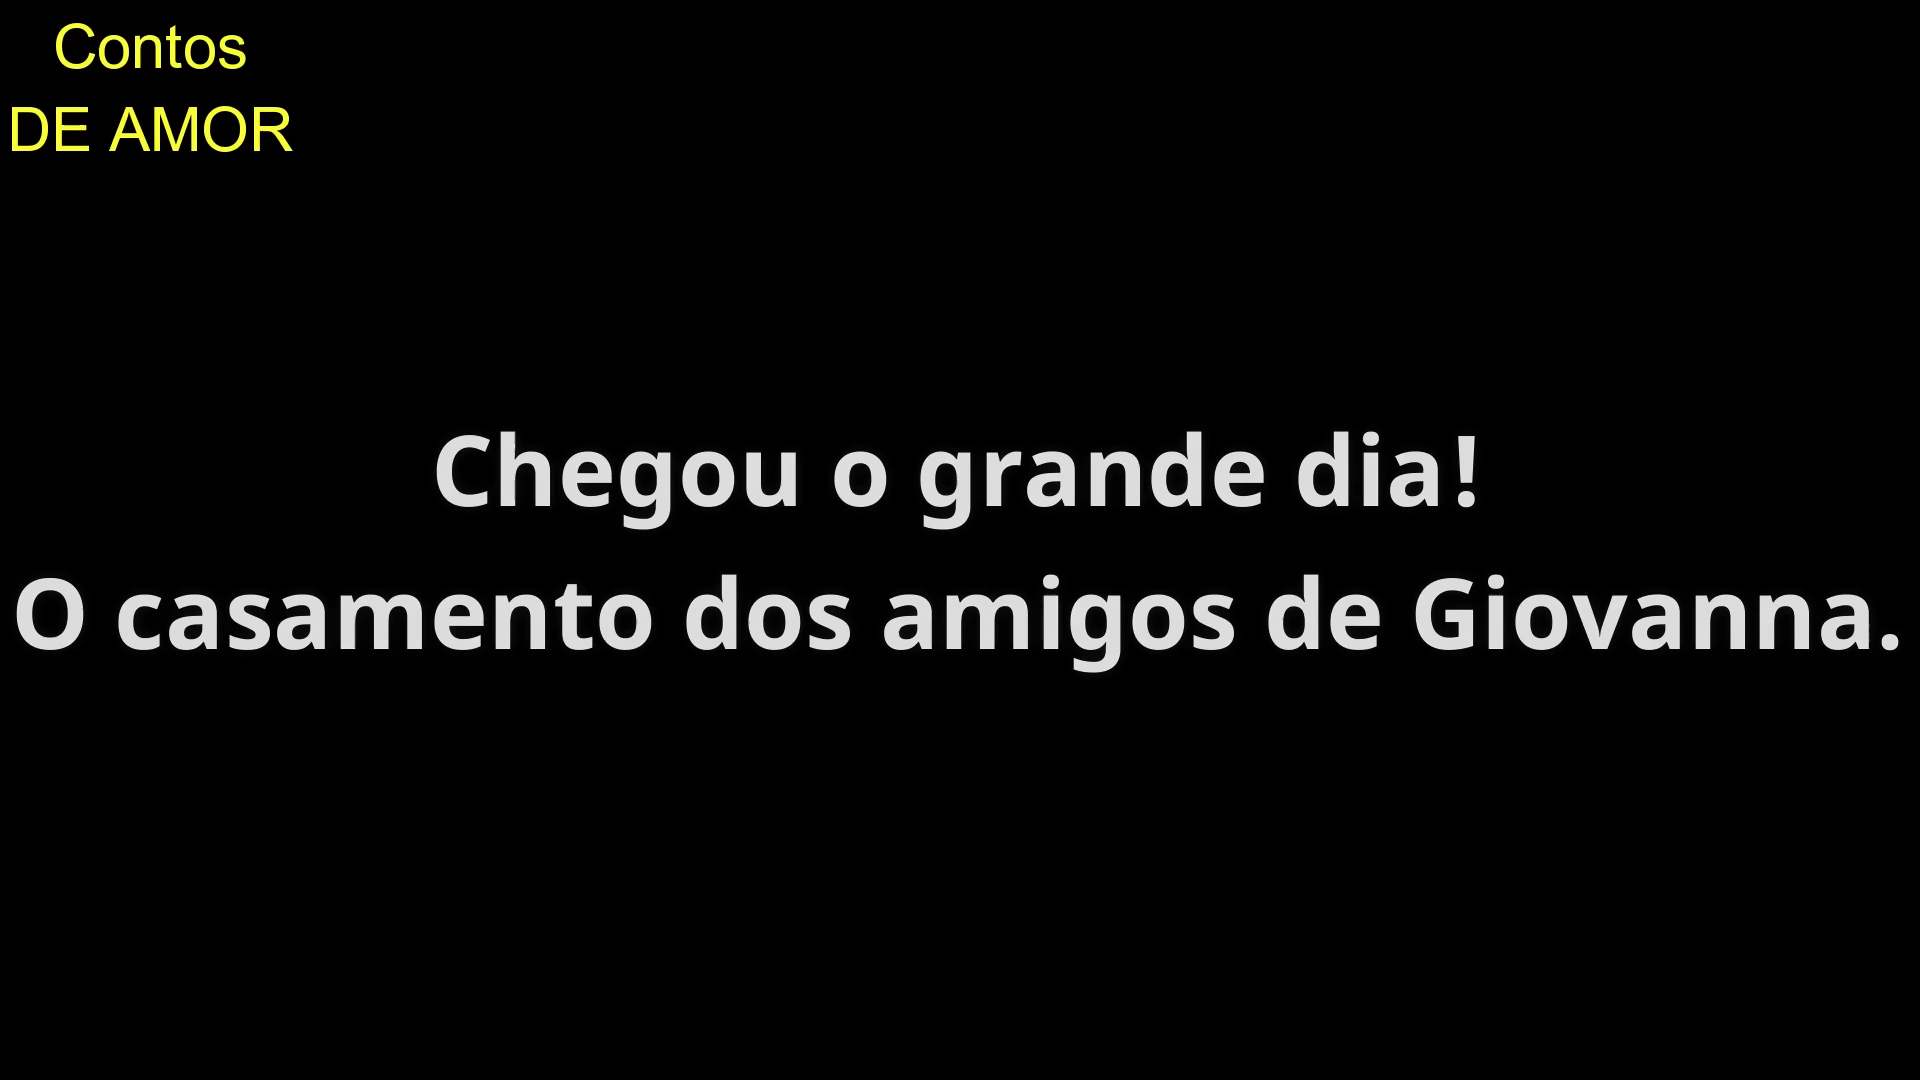 Contos
DE AMOR
Chegou o grande dia!
O casamento dos amigos de Giovanna.